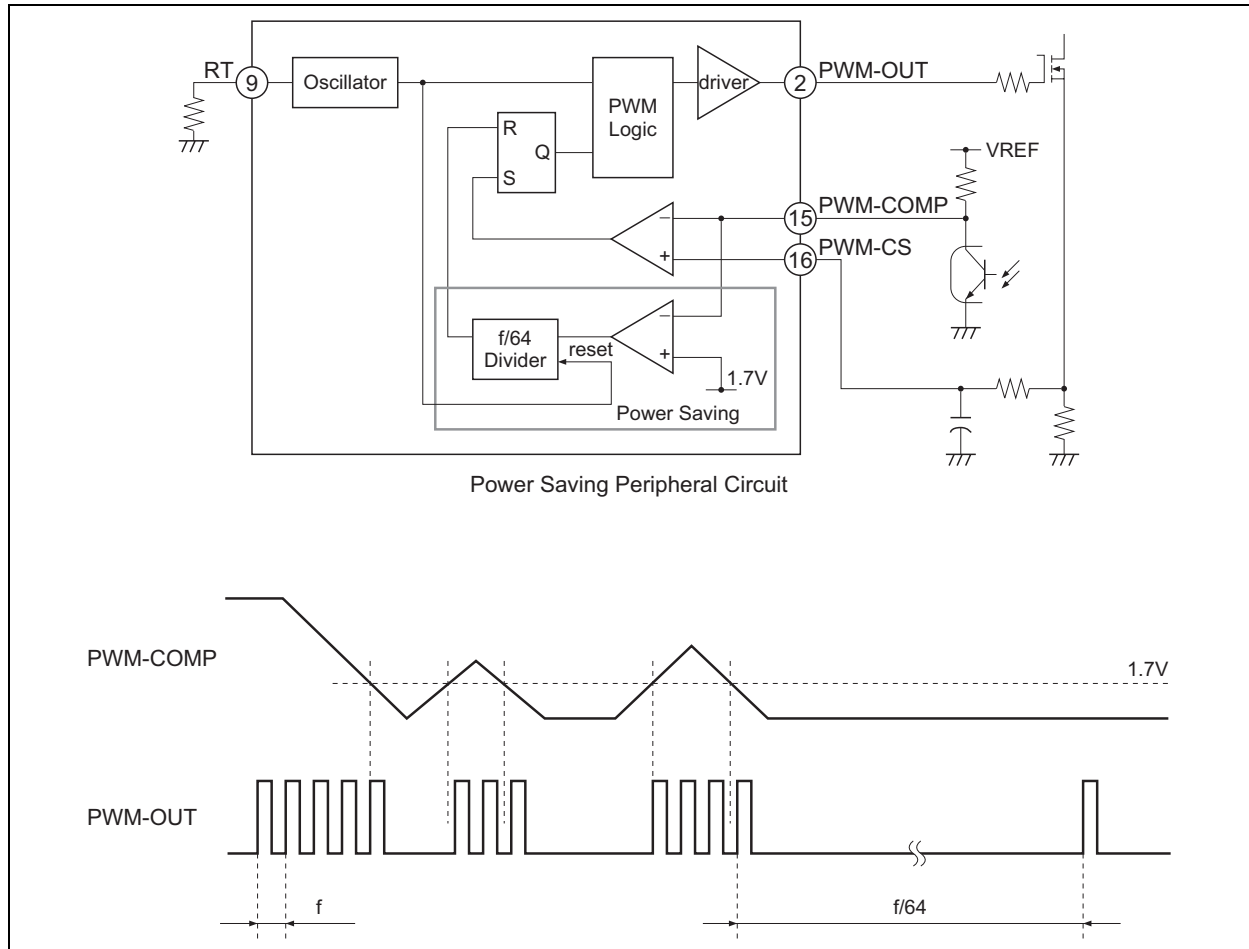 RT
9
Oscillator
PWM
Logic
driver
2
PWM-OUT
R
Q
S
VREF
–
+
15
PWM-COMP
16
PWM-CS
f/64
Divider
reset
–
+
1.7V
Power Saving
Power Saving Peripheral Circuit
PWM-COMP
1.7V
PWM-OUT
f
f/64